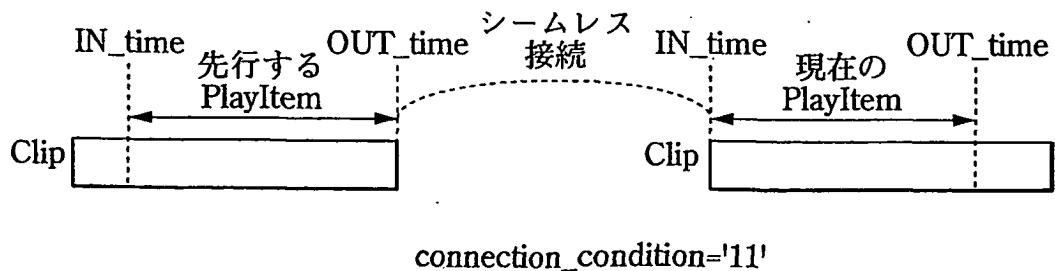 IN_time
OUT_time
シームレス
接続
IN_time
OUT_time
先行する
PlayItem
現在の
PlayItem
Clip
Clip
connection_condition='11'